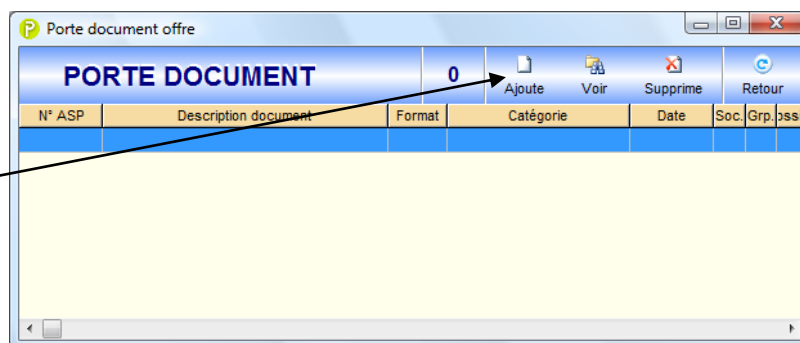 Porte document offre
PORTE DOCUMENT 0 Ajoute Voir Supprime Retour
N° ASP Description document Format Catégorie Date Soc. Grp.